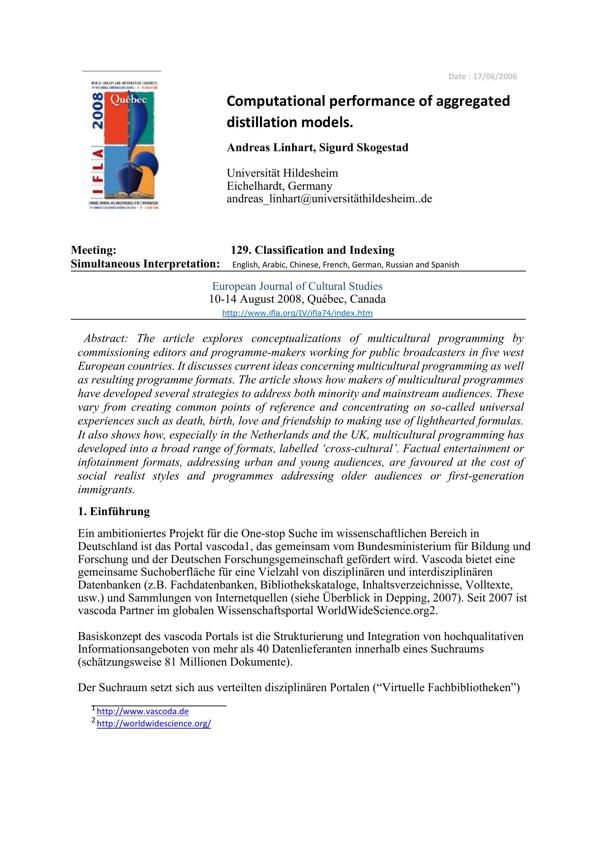 Date : 17/06/2006
WORLD LIBRARY AND INFORMATION CONGRESS:
2008
Québec
IFLA
Computational performance of aggregated
distillation models.
Andreas Linhart, Sigurd Skogestad
Universität Hildesheim
Eichelhardt, Germany
andreas_linhart@universitäthildesheim..de
Meeting: 129. Classification and Indexing
Simultaneous Interpretation: English, Arabic, Chinese, French, German, Russian and Spanish
European Journal of Cultural Studies
10-14 August 2008, Québec, Canada
http://www.ifla.org/IV/ifla74/index.htm
Abstract: The article explores conceptualizations of multicultural programming by
commissioning editors and programme-makers working for public broadcasters in five west
European countries. It discusses current ideas concerning multicultural programming as well
as resulting programme formats. The article shows how makers of multicultural programmes
have developed several strategies to address both minority and mainstream audiences. These
vary from creating common points of reference and concentrating on so-called universal
experiences such as death, birth, love and friendship to making use of lighthearted formulas.
It also shows how, especially in the Netherlands and the UK, multicultural programming has
developed into a broad range of formats, labelled ‘cross-cultural’. Factual entertainment or
infotainment formats, addressing urban and young audiences, are favoured at the cost of
social realist styles and programmes addressing older audiences or first-generation
immigrants.
1. Einführung
Ein ambitioniertes Projekt für die One-stop Suche im wissenschaftlichen Bereich in
Deutschland ist das Portal vascoda1, das gemeinsam vom Bundesministerium für Bildung und
Forschung und der Deutschen Forschungsgemeinschaft gefördert wird. Vascoda bietet eine
gemeinsame Suchoberfläche für eine Vielzahl von disziplinären und interdisziplinären
Datenbanken (z.B. Fachdatenbanken, Bibliothekskataloge, Inhaltsverzeichnisse, Volltexte,
usw.) und Sammlungen von Internetquellen (siehe Überblick in Depping, 2007). Seit 2007 ist
vascoda Partner im globalen Wissenschaftsportal WorldWideScience.org2.
Basiskonzept des vascoda Portals ist die Strukturierung und Integration von hochqualitativen
Informationsangeboten von mehr als 40 Datenlieferanten innerhalb eines Suchraums
(schätzungsweise 81 Millionen Dokumente).
Der Suchraum setzt sich aus verteilten disziplinären Portalen (“Virtuelle Fachbibliotheken”)
1 http://www.vascoda.de
2 http://worldwidescience.org/